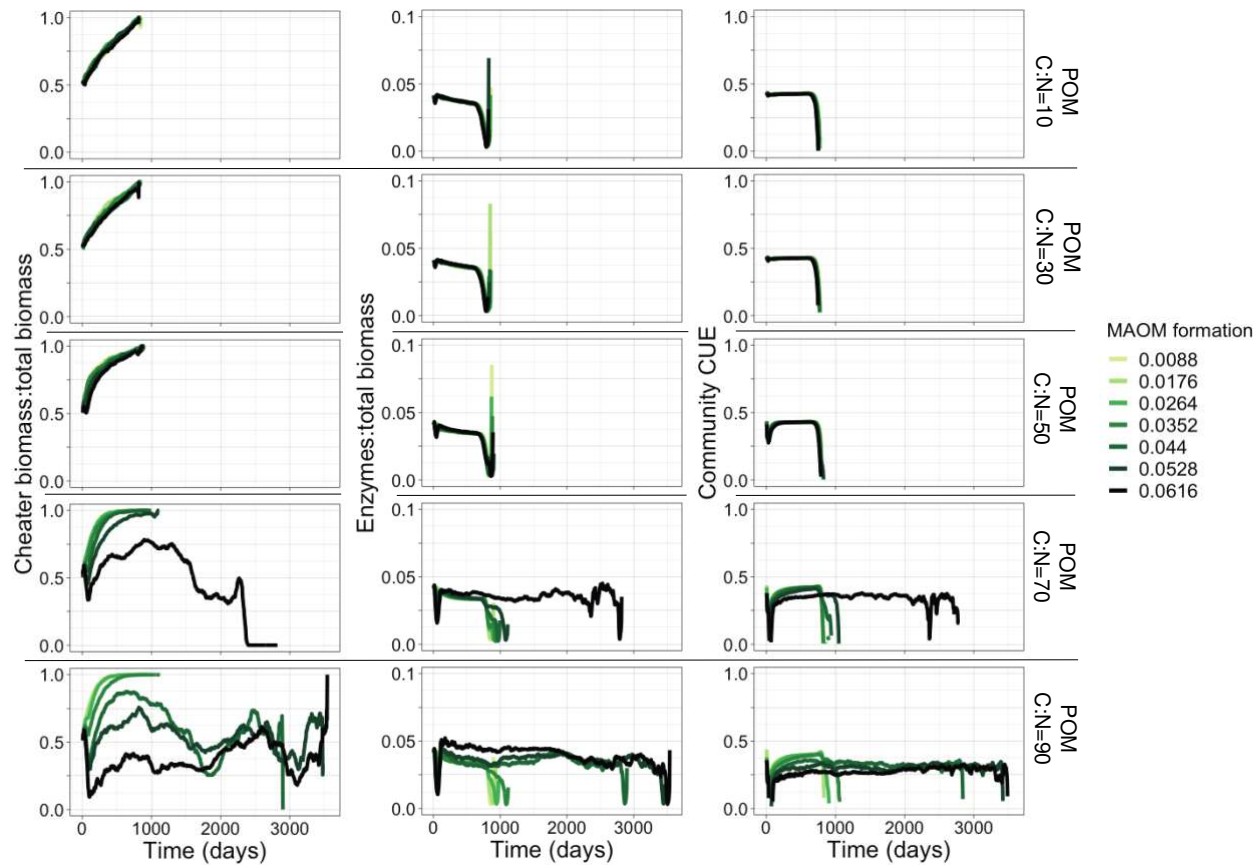 1.0
0.5
0.0
0.1
0.05
0.0
1.0
0.5
0.0
POM
C:N=10
1.0
0.5
0.0
0.1
0.05
0.0
1.0
0.5
0.0
POM
C:N=30
1.0
0.5
0.0
0.1
0.05
0.0
1.0
0.5
0.0
POM
C:N=50
1.0
0.5
0.0
0.1
0.05
0.0
1.0
0.5
0.0
POM
C:N=70
1.0
0.5
0.0
0.1
0.05
0.0
1.0
0.5
0.0
POM
C:N=90
Cheater biomass:total biomass
Enzymes:total biomass
Community CUE
0 1000 2000 3000
Time (days)
0 1000 2000 3000
Time (days)
0 1000 2000 3000
Time (days)
MAOM formation
0.0088
0.0176
0.0264
0.0352
0.044
0.0528
0.0616